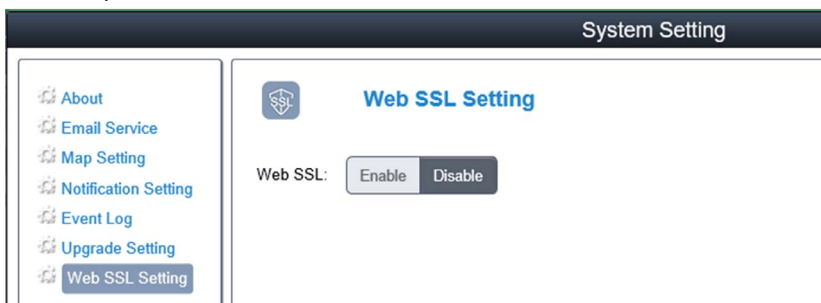 System Setting
About
Email Service
Map Setting
Notification Setting
Event Log
Upgrade Setting
Web SSL Setting
SSL
Web SSL Setting
Web SSL: Enable Disable